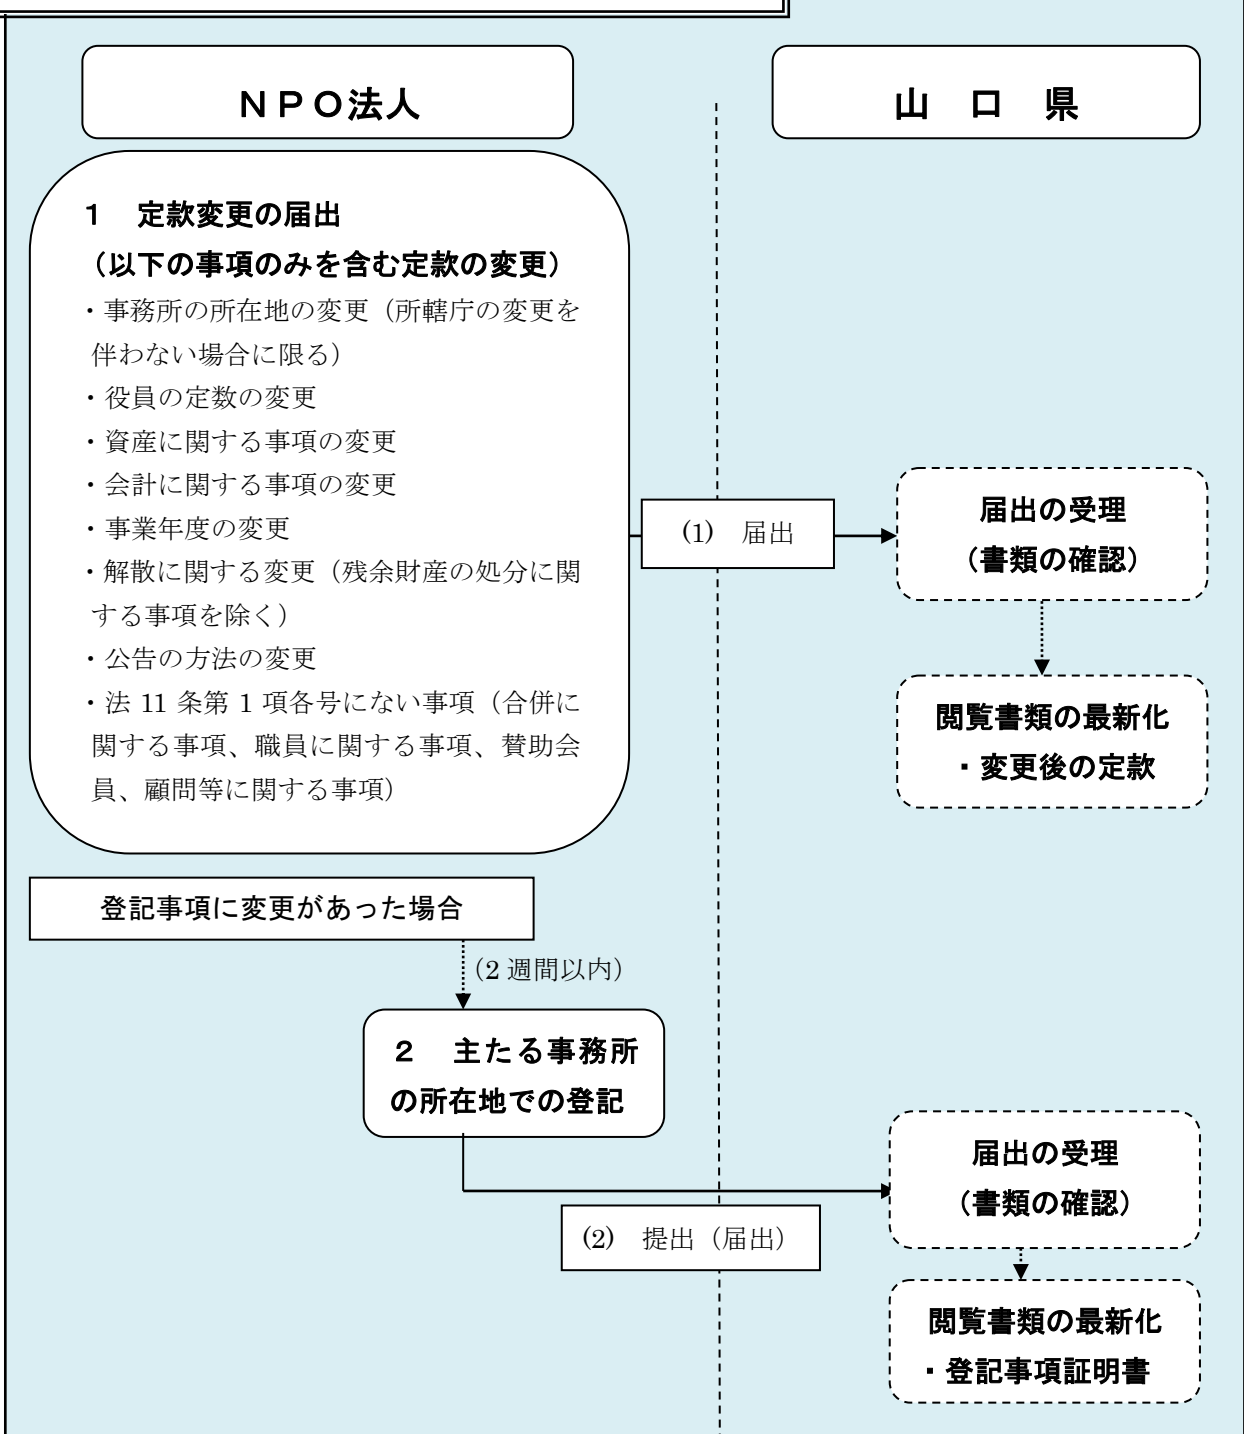 ＮＰＯ法人
山　口　県
１　定款変更の届出
（以下の事項のみを含む定款の変更）
・事務所の所在地の変更（所轄庁の変更を
伴わない場合に限る）
・役員の定数の変更
・資産に関する事項の変更
・会計に関する事項の変更
・事業年度の変更
・解散に関する変更（残余財産の処分に関
する事項を除く）
・公告の方法の変更
・法 11 条第 1 項各号にない事項（合併に
関する事項、職員に関する事項、賛助会
員、顧問等に関する事項）
(1)　届出
届出の受理
（書類の確認）
閲覧書類の最新化
・変更後の定款
登記事項に変更があった場合
（2 週間以内）
２　主たる事務所
の所在地での登記
(2)　提出（届出）
届出の受理
（書類の確認）
閲覧書類の最新化
・登記事項証明書